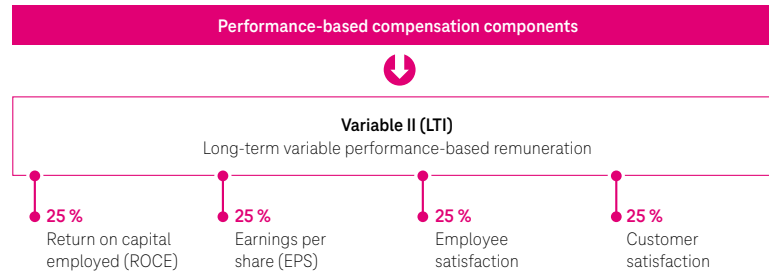 Performance-based compensation components
Variable II (LTI)
Long-term variable performance-based remuneration
25 %
Return on capital
employed (ROCE)
25 %
Earnings per
share (EPS)
25 %
Employee
satisfaction
25 %
Customer
satisfaction